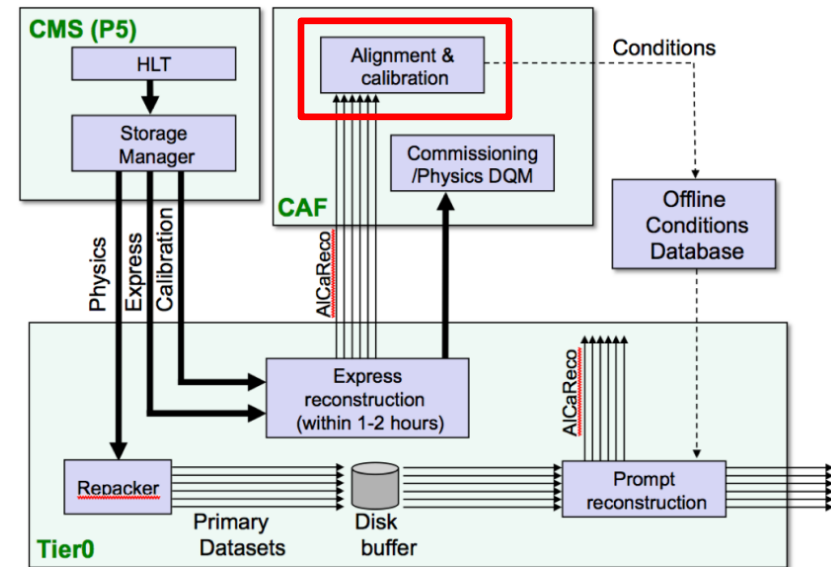 CMS (P5)
HLT
Storage
Manager
Physics
Express
Calibration
Alignment &
calibration
Commissioning
/Physics DQM
CAF
Conditions
Offline
Conditions
Database
AlCaReco
Express
reconstruction
(within 1-2 hours)
AlCaReco
Repacker
Primary
Datasets
Disk
buffer
Prompt
reconstruction
Tier0